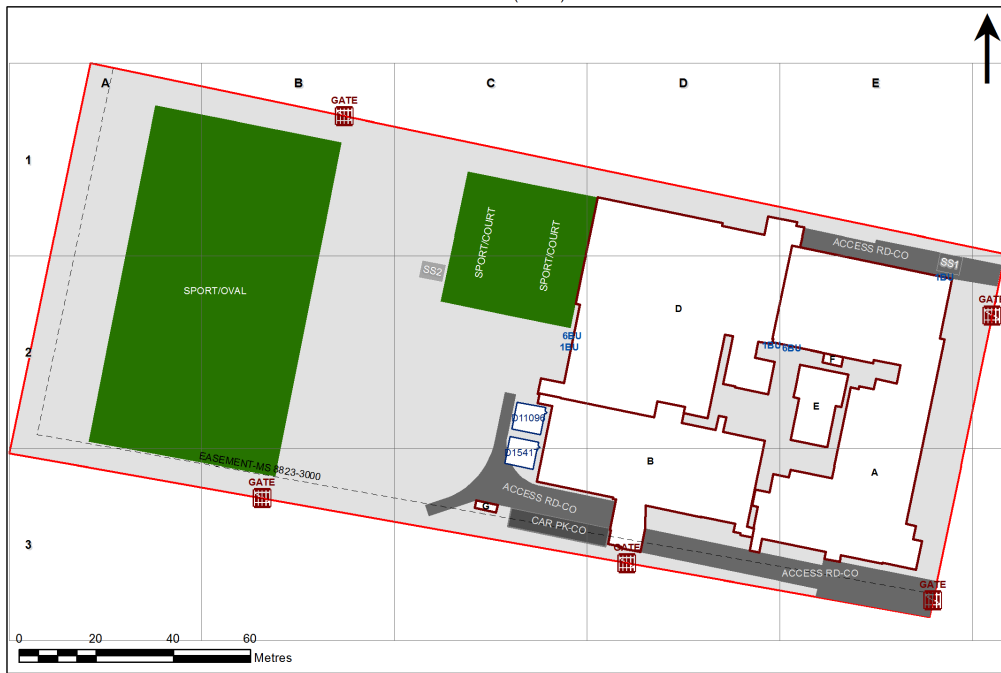 A
B
C
D
E
GATE
1
SPORT/COURT
SPORT/COURT
ACCESS RD-CO
SS1
1BU
SS2
SPORT/OVAL
GATE
D
6BU
1BU
1BU
6BU
F
2
E
D11096
D15417
EASEMENT-MS 8823-3000
B
A
GATE
ACCESS RD-CO
G
CAR PK-CO
3
GATE
ACCESS RD-CO
GATE
0
20
40
60
Metres